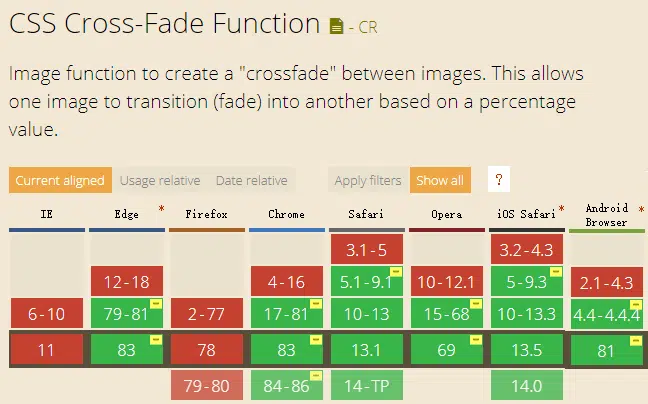 CSS Cross-Fade Function - CR
Image function to create a "crossfade" between images. This allows
one image to transition (fade) into another based on a percentage
value.
Current aligned Usage relative Date relative Apply filters Show all ?
IE Edge * Firefox Chrome Safari Opera iOS Safari * Android Browser *
3.1-5 3.2-4.3
12-18 4-16 5.1-9.1 10-12.1 5-9.3 2.1-4.3
6-10 79-81 2-77 17-81 10-13 15-68 10-13.3 4.4-4.4.4
11 83 78 83 13.1 69 13.5 81
79-80 84-86 14-TP 14.0